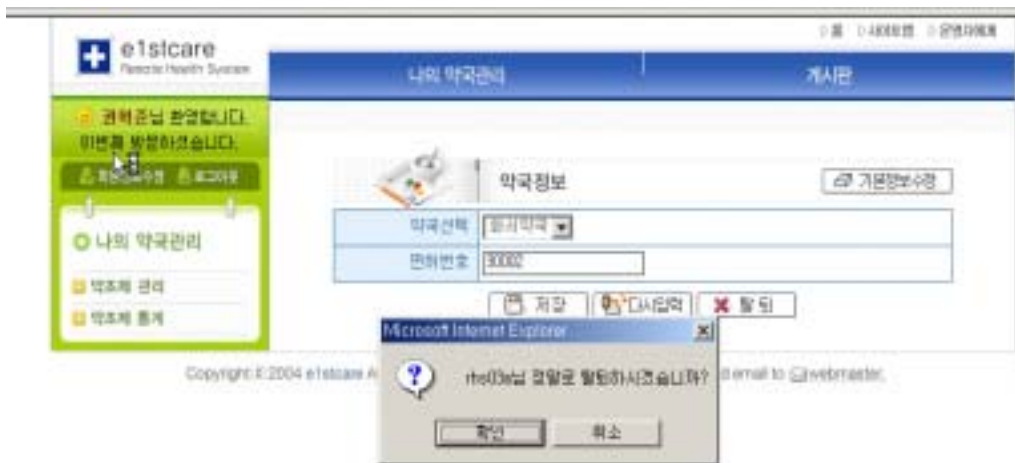 홈 사이트맵 운영자에게
e1stcare
Remote Health System
나의 약국관리 게시판
님 환영합니다.
이번째 방문하셨습니다.
회원정보수정 로그아웃
약국정보 기본정보수정
약국선택
면허번호 30002
나의 약국관리
약조제 관리
약조제 통계
저장 다시입력 탈퇴
Microsoft Internet Explorer
님 정말로 탈퇴하시겠습니까?
확인 취소
Copyright 2004 e1stcare
email to webmaster.